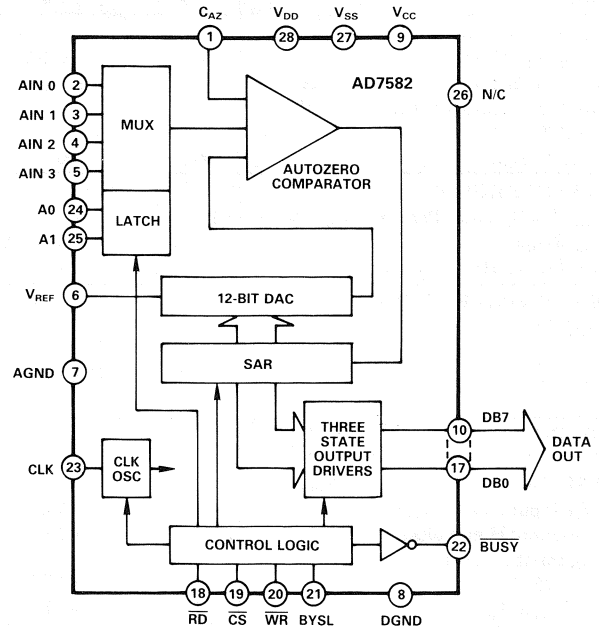 C_AZ V_DD V_SS V_CC
1 28 27 9
AD7582
AIN 0 2
AIN 1 3
AIN 2 4
AIN 3 5
MUX
26 N/C
AUTOZERO
COMPARATOR
A0 24
A1 25
LATCH
V_REF 6
12-BIT DAC
AGND 7
SAR
THREE
STATE
OUTPUT
DRIVERS
10 DB7
DATA
OUT
17 DB0
CLK 23
CLK
OSC
CONTROL LOGIC
22 BUSY
18 19 20 21 8
RD CS WR BYSL DGND